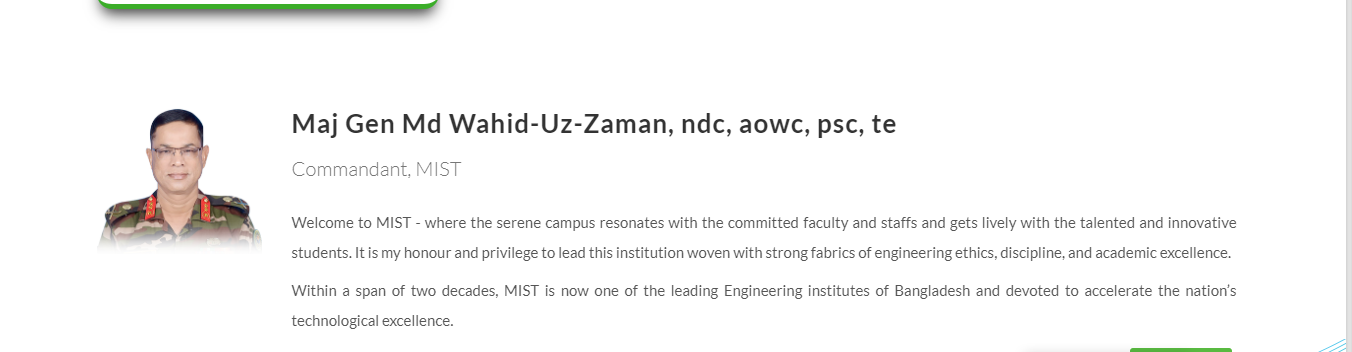 Maj Gen Md Wahid-Uz-Zaman, ndc, aowc, psc, te
Commandant, MIST
Welcome to MIST - where the serene campus resonates with the committed faculty and staffs and gets lively with the talented and innovative
students. It is my honour and privilege to lead this institution woven with strong fabrics of engineering ethics, discipline, and academic excellence.
Within a span of two decades, MIST is now one of the leading Engineering institutes of Bangladesh and devoted to accelerate the nation's
technological excellence.